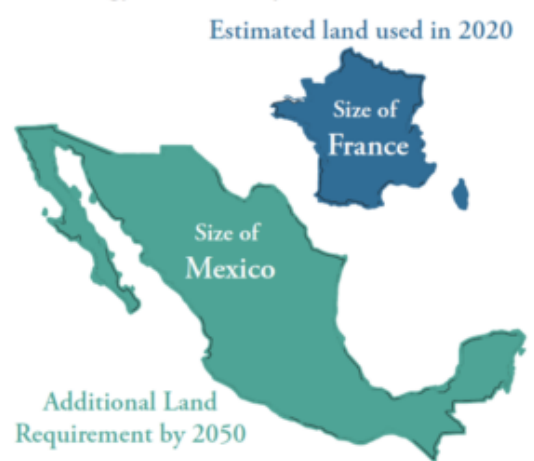 Estimated land used in 2020
Size of
France
Size of
Mexico
Additional Land
Requirement by 2050